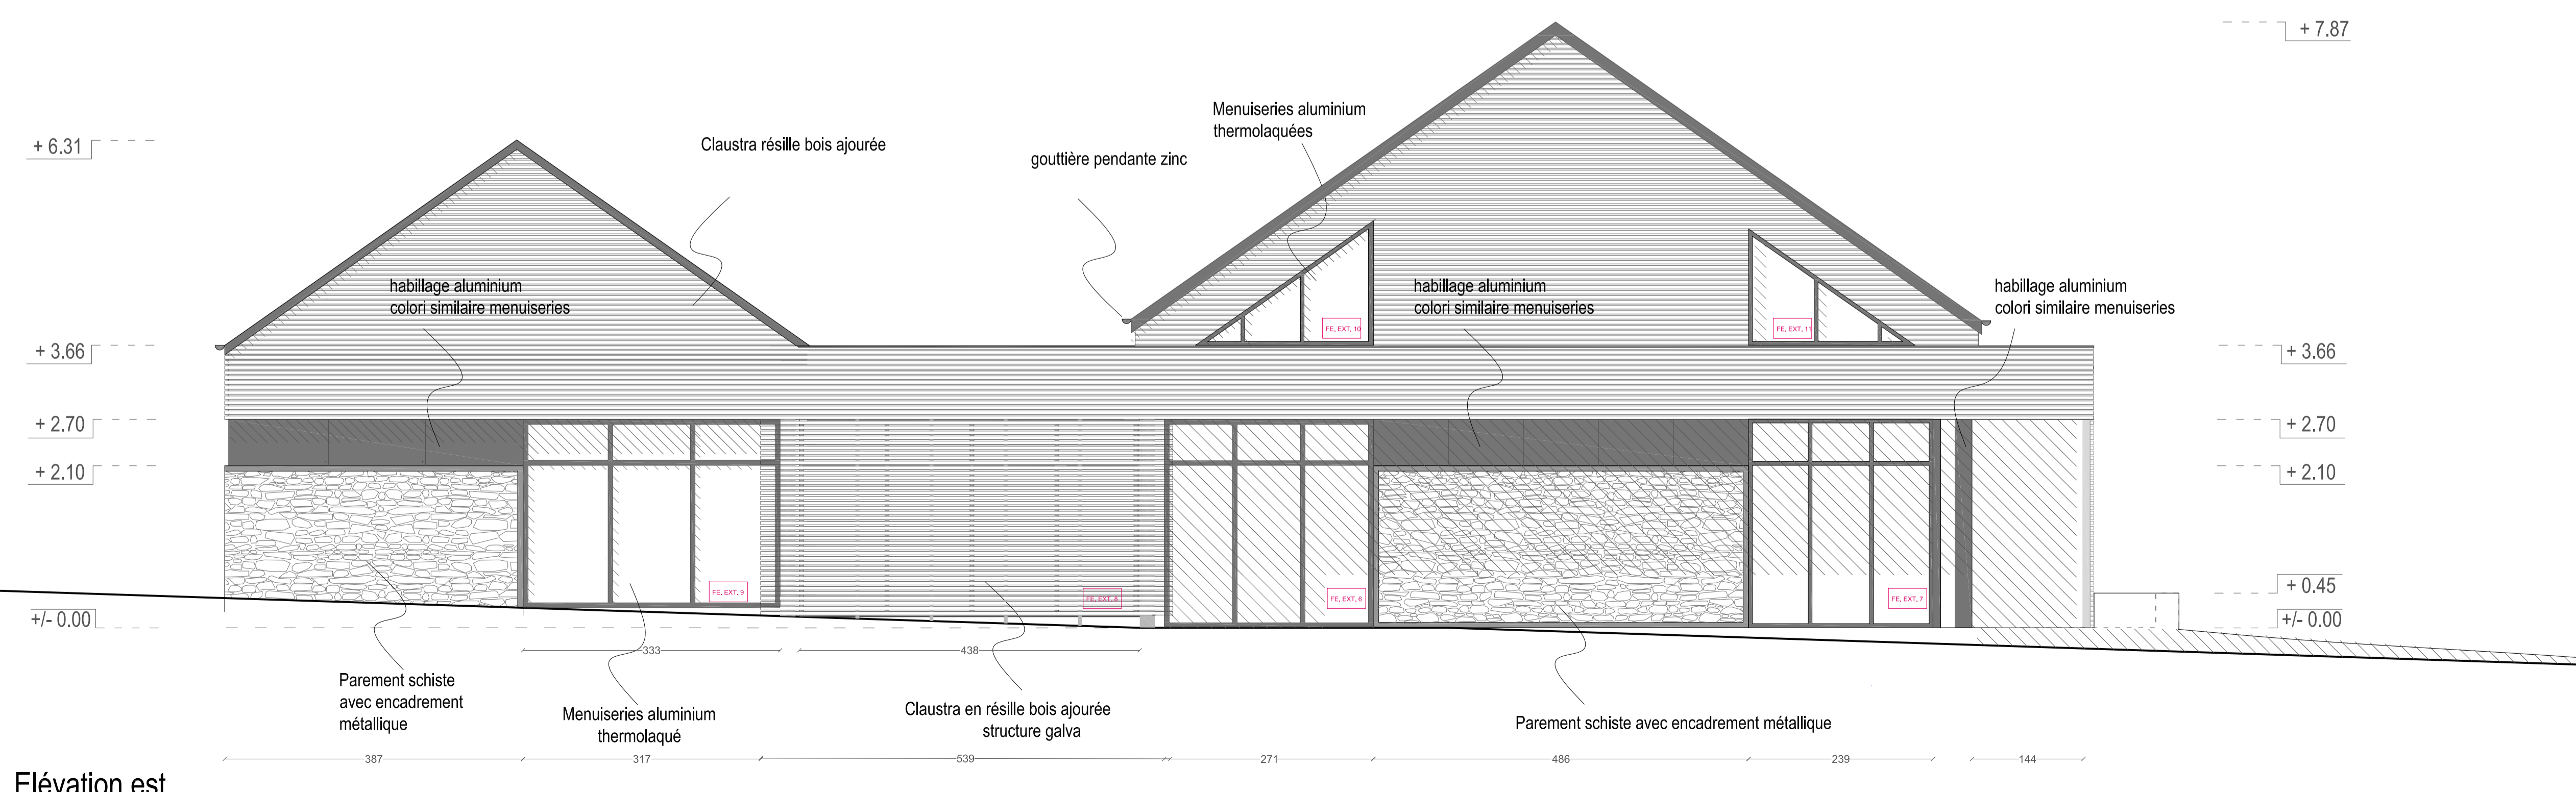 + 7.87
Menuiseries aluminium
thermolaquées
+ 6.31
Claustra résille bois ajourée
gouttière pendante zinc
habillage aluminium
colori similaire menuiseries
habillage aluminium
colori similaire menuiseries
habillage aluminium
colori similaire menuiseries
FE, EXT, 10
FE, EXT, 11
+ 3.66
+ 3.66
+ 2.70
+ 2.70
+ 2.10
+ 2.10
+ 0.45
FE, EXT, 9
FE, EXT, 8
FE, EXT, 6
FE, EXT, 7
+/- 0.00
+/- 0.00
333
438
Parement schiste
avec encadrement
métallique
Menuiseries aluminium
thermolaqué
Claustra en résille bois ajourée
structure galva
Parement schiste avec encadrement métallique
387
317
539
271
486
239
144
Elévation est